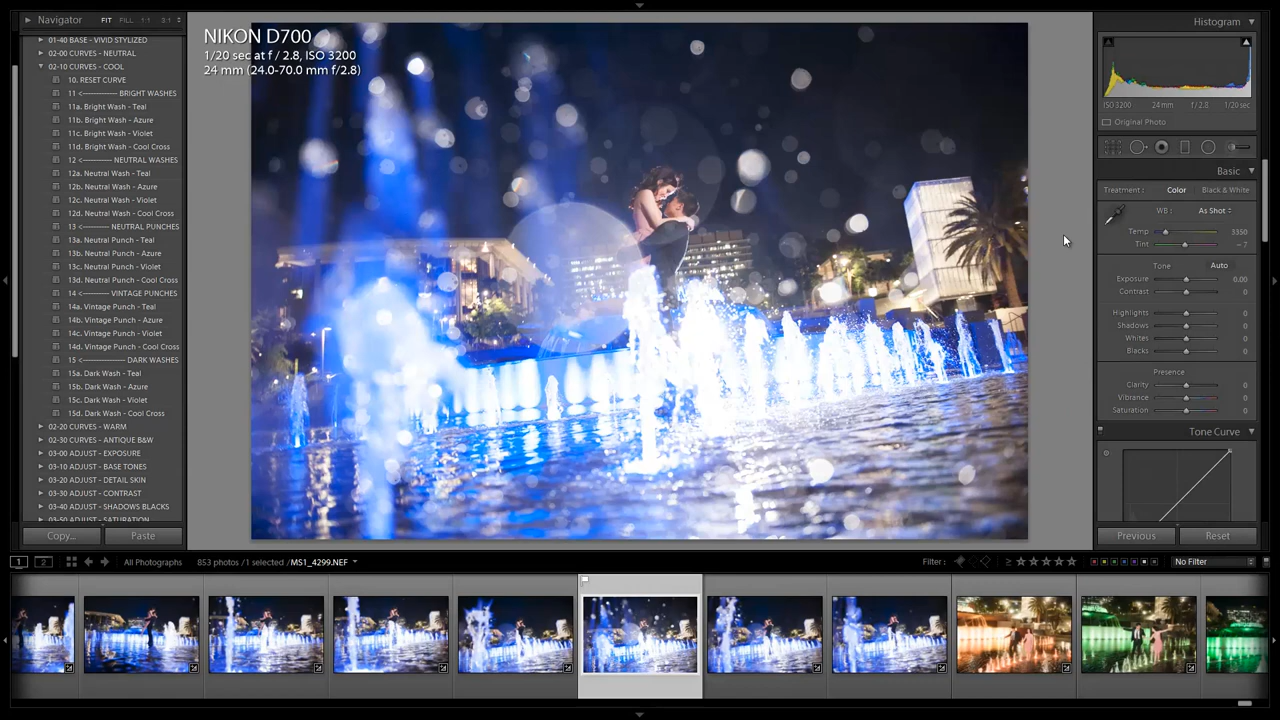 Navigator FIT FILL 1:1 3:1
01-40 BASE - VIVID STYLIZED
02-00 CURVES - NEUTRAL
02-10 CURVES - COOL
10. RESET CURVE
11 <———— BRIGHT WASHES
11a. Bright Wash - Teal
11b. Bright Wash - Azure
11c. Bright Wash - Violet
11d. Bright Wash - Cool Cross
12 <———— NEUTRAL WASHES
12a. Neutral Wash - Teal
12b. Neutral Wash - Azure
12c. Neutral Wash - Violet
12d. Neutral Wash - Cool Cross
13 <———— NEUTRAL PUNCHES
13a. Neutral Punch - Teal
13b. Neutral Punch - Azure
13c. Neutral Punch - Violet
13d. Neutral Punch - Cool Cross
14 <———— VINTAGE PUNCHES
14a. Vintage Punch - Teal
14b. Vintage Punch - Azure
14c. Vintage Punch - Violet
14d. Vintage Punch - Cool Cross
15 <———— DARK WASHES
15a. Dark Wash - Teal
15b. Dark Wash - Azure
15c. Dark Wash - Violet
15d. Dark Wash - Cool Cross
02-20 CURVES - WARM
02-30 CURVES - ANTIQUE B&W
03-00 ADJUST - EXPOSURE
03-10 ADJUST - BASE TONES
03-20 ADJUST - DETAIL SKIN
03-30 ADJUST - CONTRAST
03-40 ADJUST - SHADOWS BLACKS
03-50 ADJUST - SATURATION
Copy... Paste
NIKON D700
1/20 sec at f / 2.8, ISO 3200
24 mm (24.0-70.0 mm f/2.8)
Histogram
ISO 3200 24 mm f / 2.8 1/20 sec
Original Photo
Basic
Treatment : Color Black & White
WB : As Shot
Temp 3350
Tint - 7
Tone Auto
Exposure 0.00
Contrast 0
Highlights 0
Shadows 0
Whites 0
Blacks 0
Presence
Clarity 0
Vibrance 0
Saturation 0
Tone Curve
Previous Reset
1 2 All Photographs 853 photos / 1 selected / MS1_4299.NEF Filter : ≥ ★★★★★ No Filter